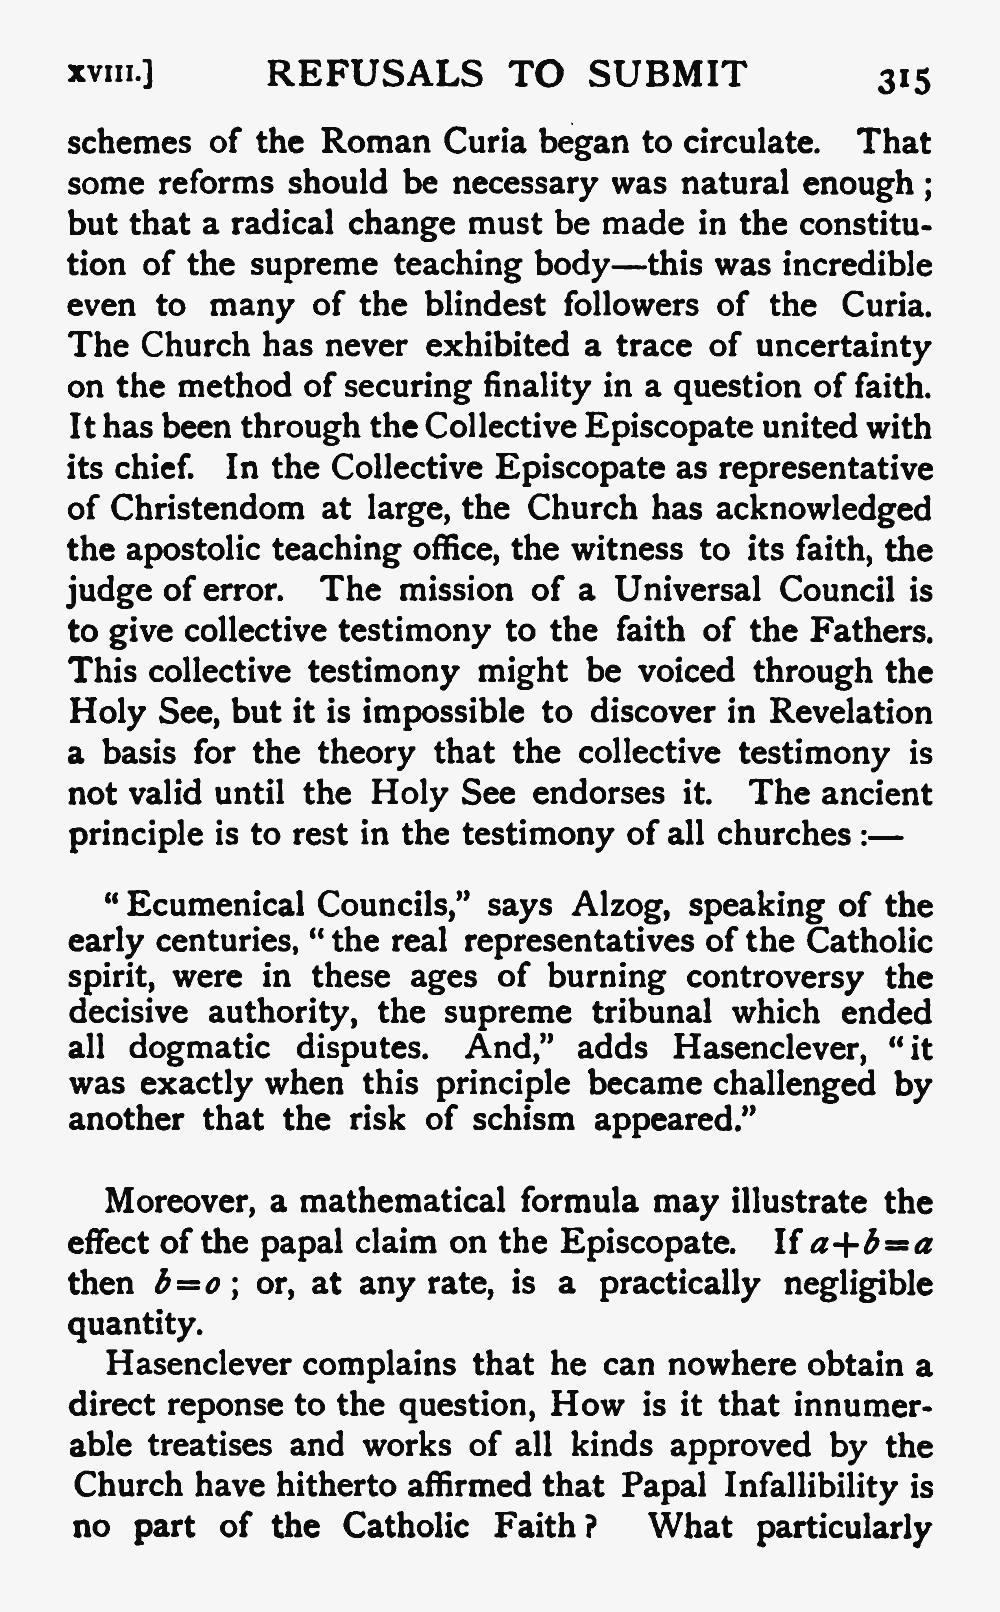 XVIII.] REFUSALS TO SUBMIT 315
schemes of the Roman Curia began to circulate. That
some reforms should be necessary was natural enough ;
but that a radical change must be made in the constitu-
tion of the supreme teaching body—this was incredible
even to many of the blindest followers of the Curia.
The Church has never exhibited a trace of uncertainty
on the method of securing finality in a question of faith.
It has been through the Collective Episcopate united with
its chief. In the Collective Episcopate as representative
of Christendom at large, the Church has acknowledged
the apostolic teaching office, the witness to its faith, the
judge of error. The mission of a Universal Council is
to give collective testimony to the faith of the Fathers.
This collective testimony might be voiced through the
Holy See, but it is impossible to discover in Revelation
a basis for the theory that the collective testimony is
not valid until the Holy See endorses it. The ancient
principle is to rest in the testimony of all churches :—
“ Ecumenical Councils,” says Alzog, speaking of the
early centuries, “ the real representatives of the Catholic
spirit, were in these ages of burning controversy the
decisive authority, the supreme tribunal which ended
all dogmatic disputes. And,” adds Hasenclever, “ it
was exactly when this principle became challenged by
another that the risk of schism appeared.”
Moreover, a mathematical formula may illustrate the
effect of the papal claim on the Episcopate. If a+b=a
then b=o ; or, at any rate, is a practically negligible
quantity.
Hasenclever complains that he can nowhere obtain a
direct reponse to the question, How is it that innumer-
able treatises and works of all kinds approved by the
Church have hitherto affirmed that Papal Infallibility is
no part of the Catholic Faith ? What particularly